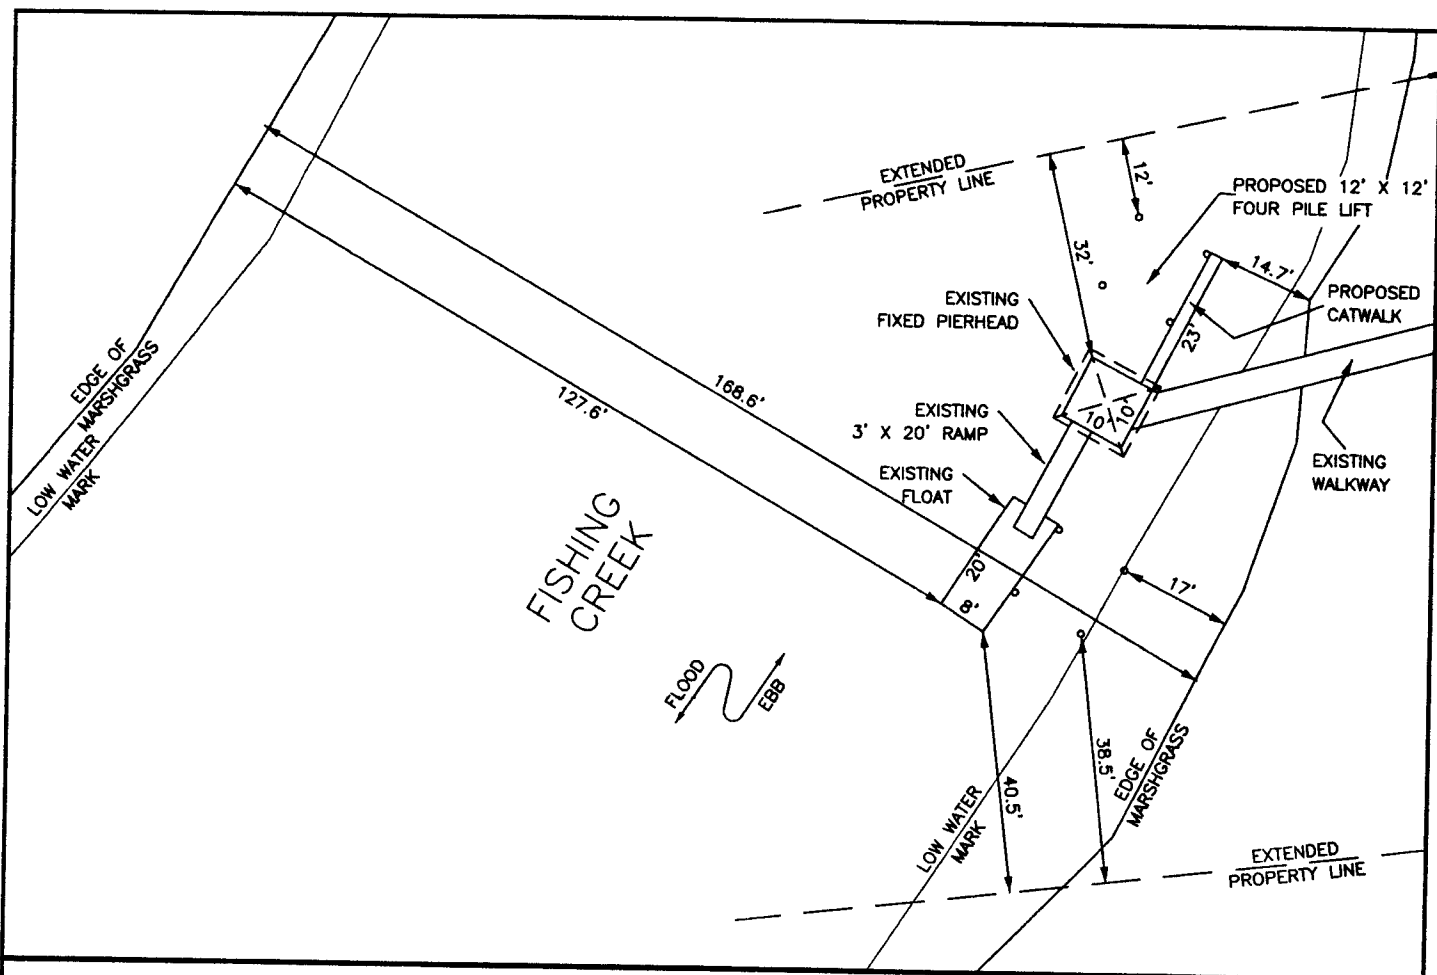 EXTENDED
PROPERTY LINE
12'
PROPOSED 12' X 12'
FOUR PILE LIFT
32'
14.7'
EXISTING
FIXED PIERHEAD
PROPOSED
CATWALK
23'
EDGE OF
MARSHGRASS
168.6'
127.6'
EXISTING
3' X 20' RAMP
10'
10'
LOW WATER
MARK
EXISTING
FLOAT
EXISTING
WALKWAY
FISHING
CREEK
20'
8'
17'
FLOOD
EBB
38.5'
40.5'
EDGE OF
MARSHGRASS
LOW WATER
MARK
EXTENDED
PROPERTY LINE